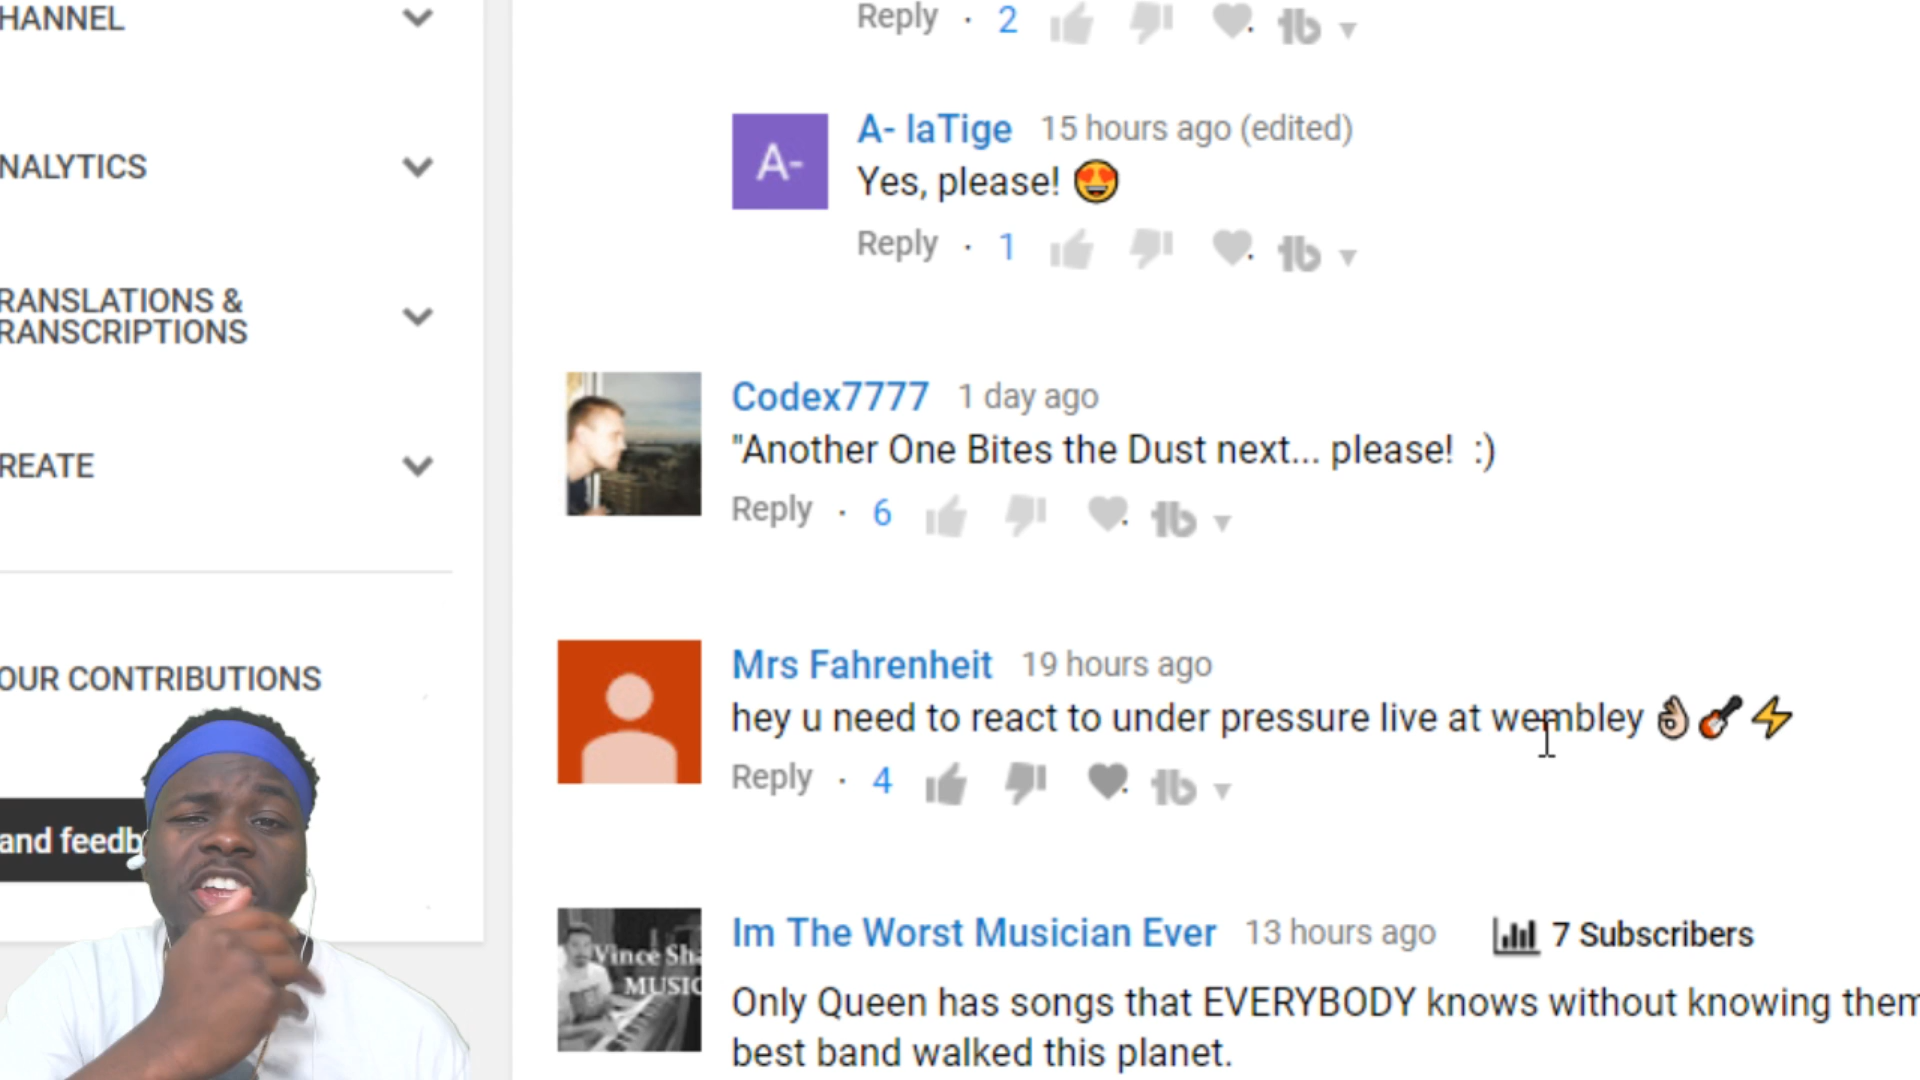 HANNEL
NALYTICS
RANSLATIONS &
RANSCRIPTIONS
REATE
OUR CONTRIBUTIONS
and feedb
Reply · 2
A-
A- laTige 15 hours ago (edited)
Yes, please! 😍
Reply · 1
Codex7777 1 day ago
"Another One Bites the Dust next... please!  :)
Reply · 6
Mrs Fahrenheit 19 hours ago
hey u need to react to under pressure live at wembley 👌🏻🎸⚡
Reply · 4
Vince Sha
MUSIC
Im The Worst Musician Ever 13 hours ago 7 Subscribers
Only Queen has songs that EVERYBODY knows without knowing them
best band walked this planet.